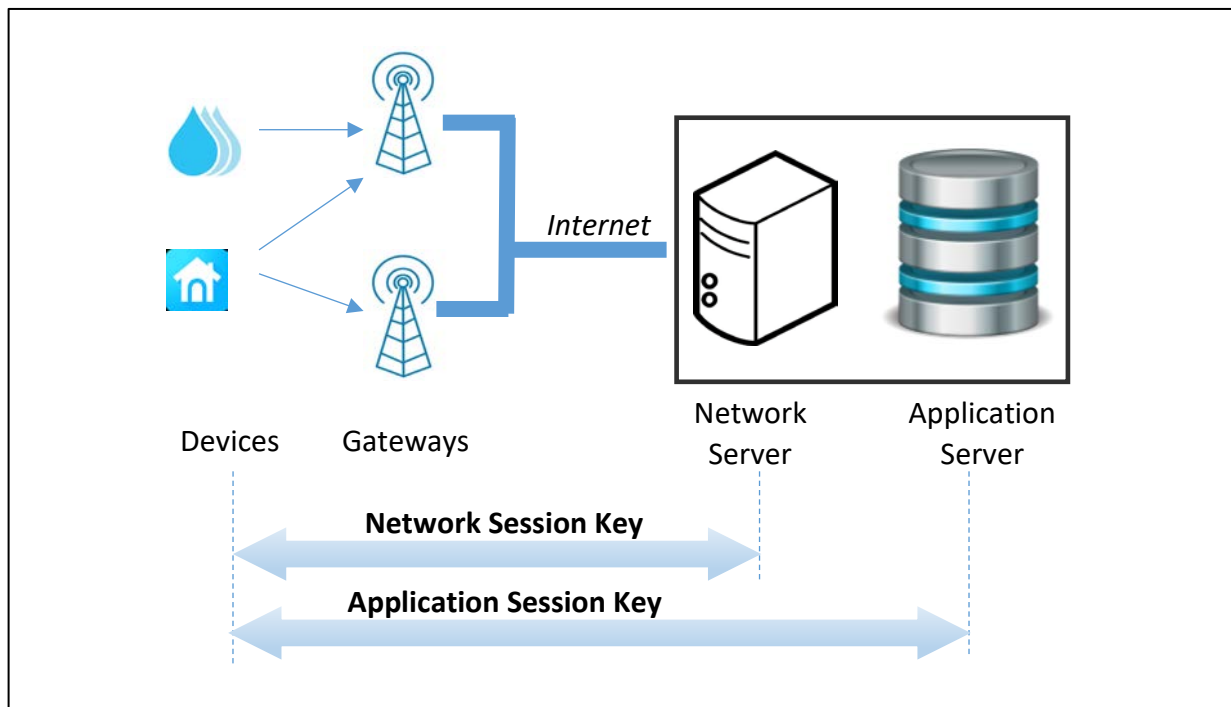 Internet
Devices
Gateways
Network
Server
Application
Server
Network Session Key
Application Session Key